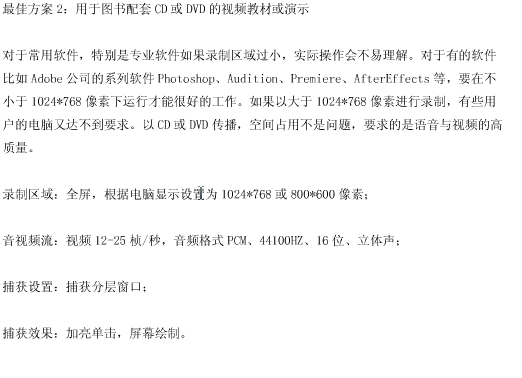 最佳方案 2：用于图书配套 CD 或 DVD 的视频教材或演示
对于常用软件，特别是专业软件如果录制区域过小，实际操作会不易理解。对于有的软件
比如 Adobe 公司的系列软件 Photoshop、Audition、Premiere、AfterEffects 等，要在不
小于 1024*768 像素下运行才能很好的工作。如果以大于 1024*768 像素进行录制，有些用
户的电脑又达不到要求。以 CD 或 DVD 传播，空间占用不是问题，要求的是语音与视频的高
质量。
录制区域：全屏，根据电脑显示设置为 1024*768 或 800*600 像素；
音视频流：视频 12-25 桢/秒，音频格式 PCM、44100HZ、16 位、立体声；
捕获设置：捕获分层窗口；
捕获效果：加亮单击，屏幕绘制。